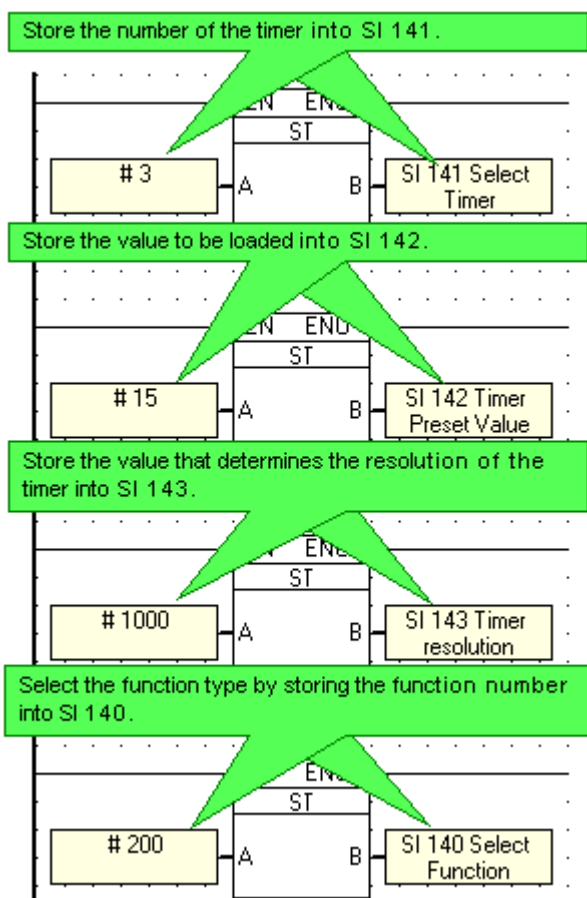 Store the number of the timer into SI 141.
ST
# 3
A
B
SI 141 Select
Timer
Store the value to be loaded into SI 142.
ST
# 15
A
B
SI 142 Timer
Preset Value
Store the value that determines the resolution of the
timer into SI 143.
ST
# 1000
A
B
SI 143 Timer
resolution
Select the function type by storing the function number
into SI 140.
ST
# 200
A
B
SI 140 Select
Function